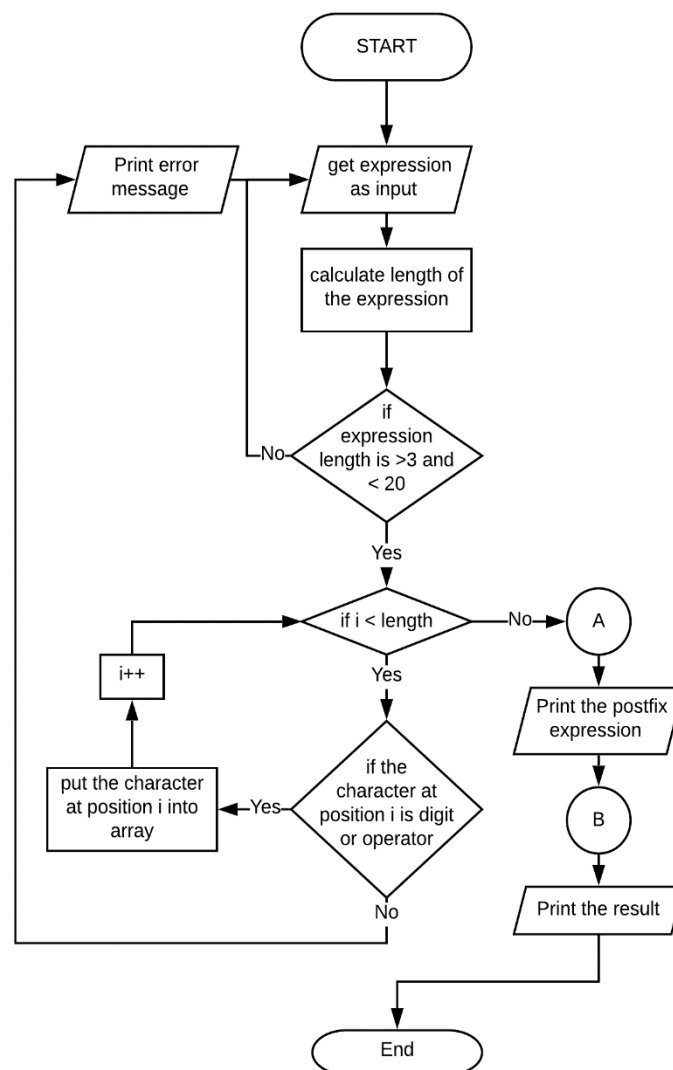 START
Print error
message
get expression
as input
calculate length of
the expression
if
expression
length is >3 and
< 20
No
Yes
if i < length
No
A
Yes
i++
Print the postfix
expression
put the character
at position i into
array
Yes
if the
character at
position i is digit
or operator
B
No
Print the result
End